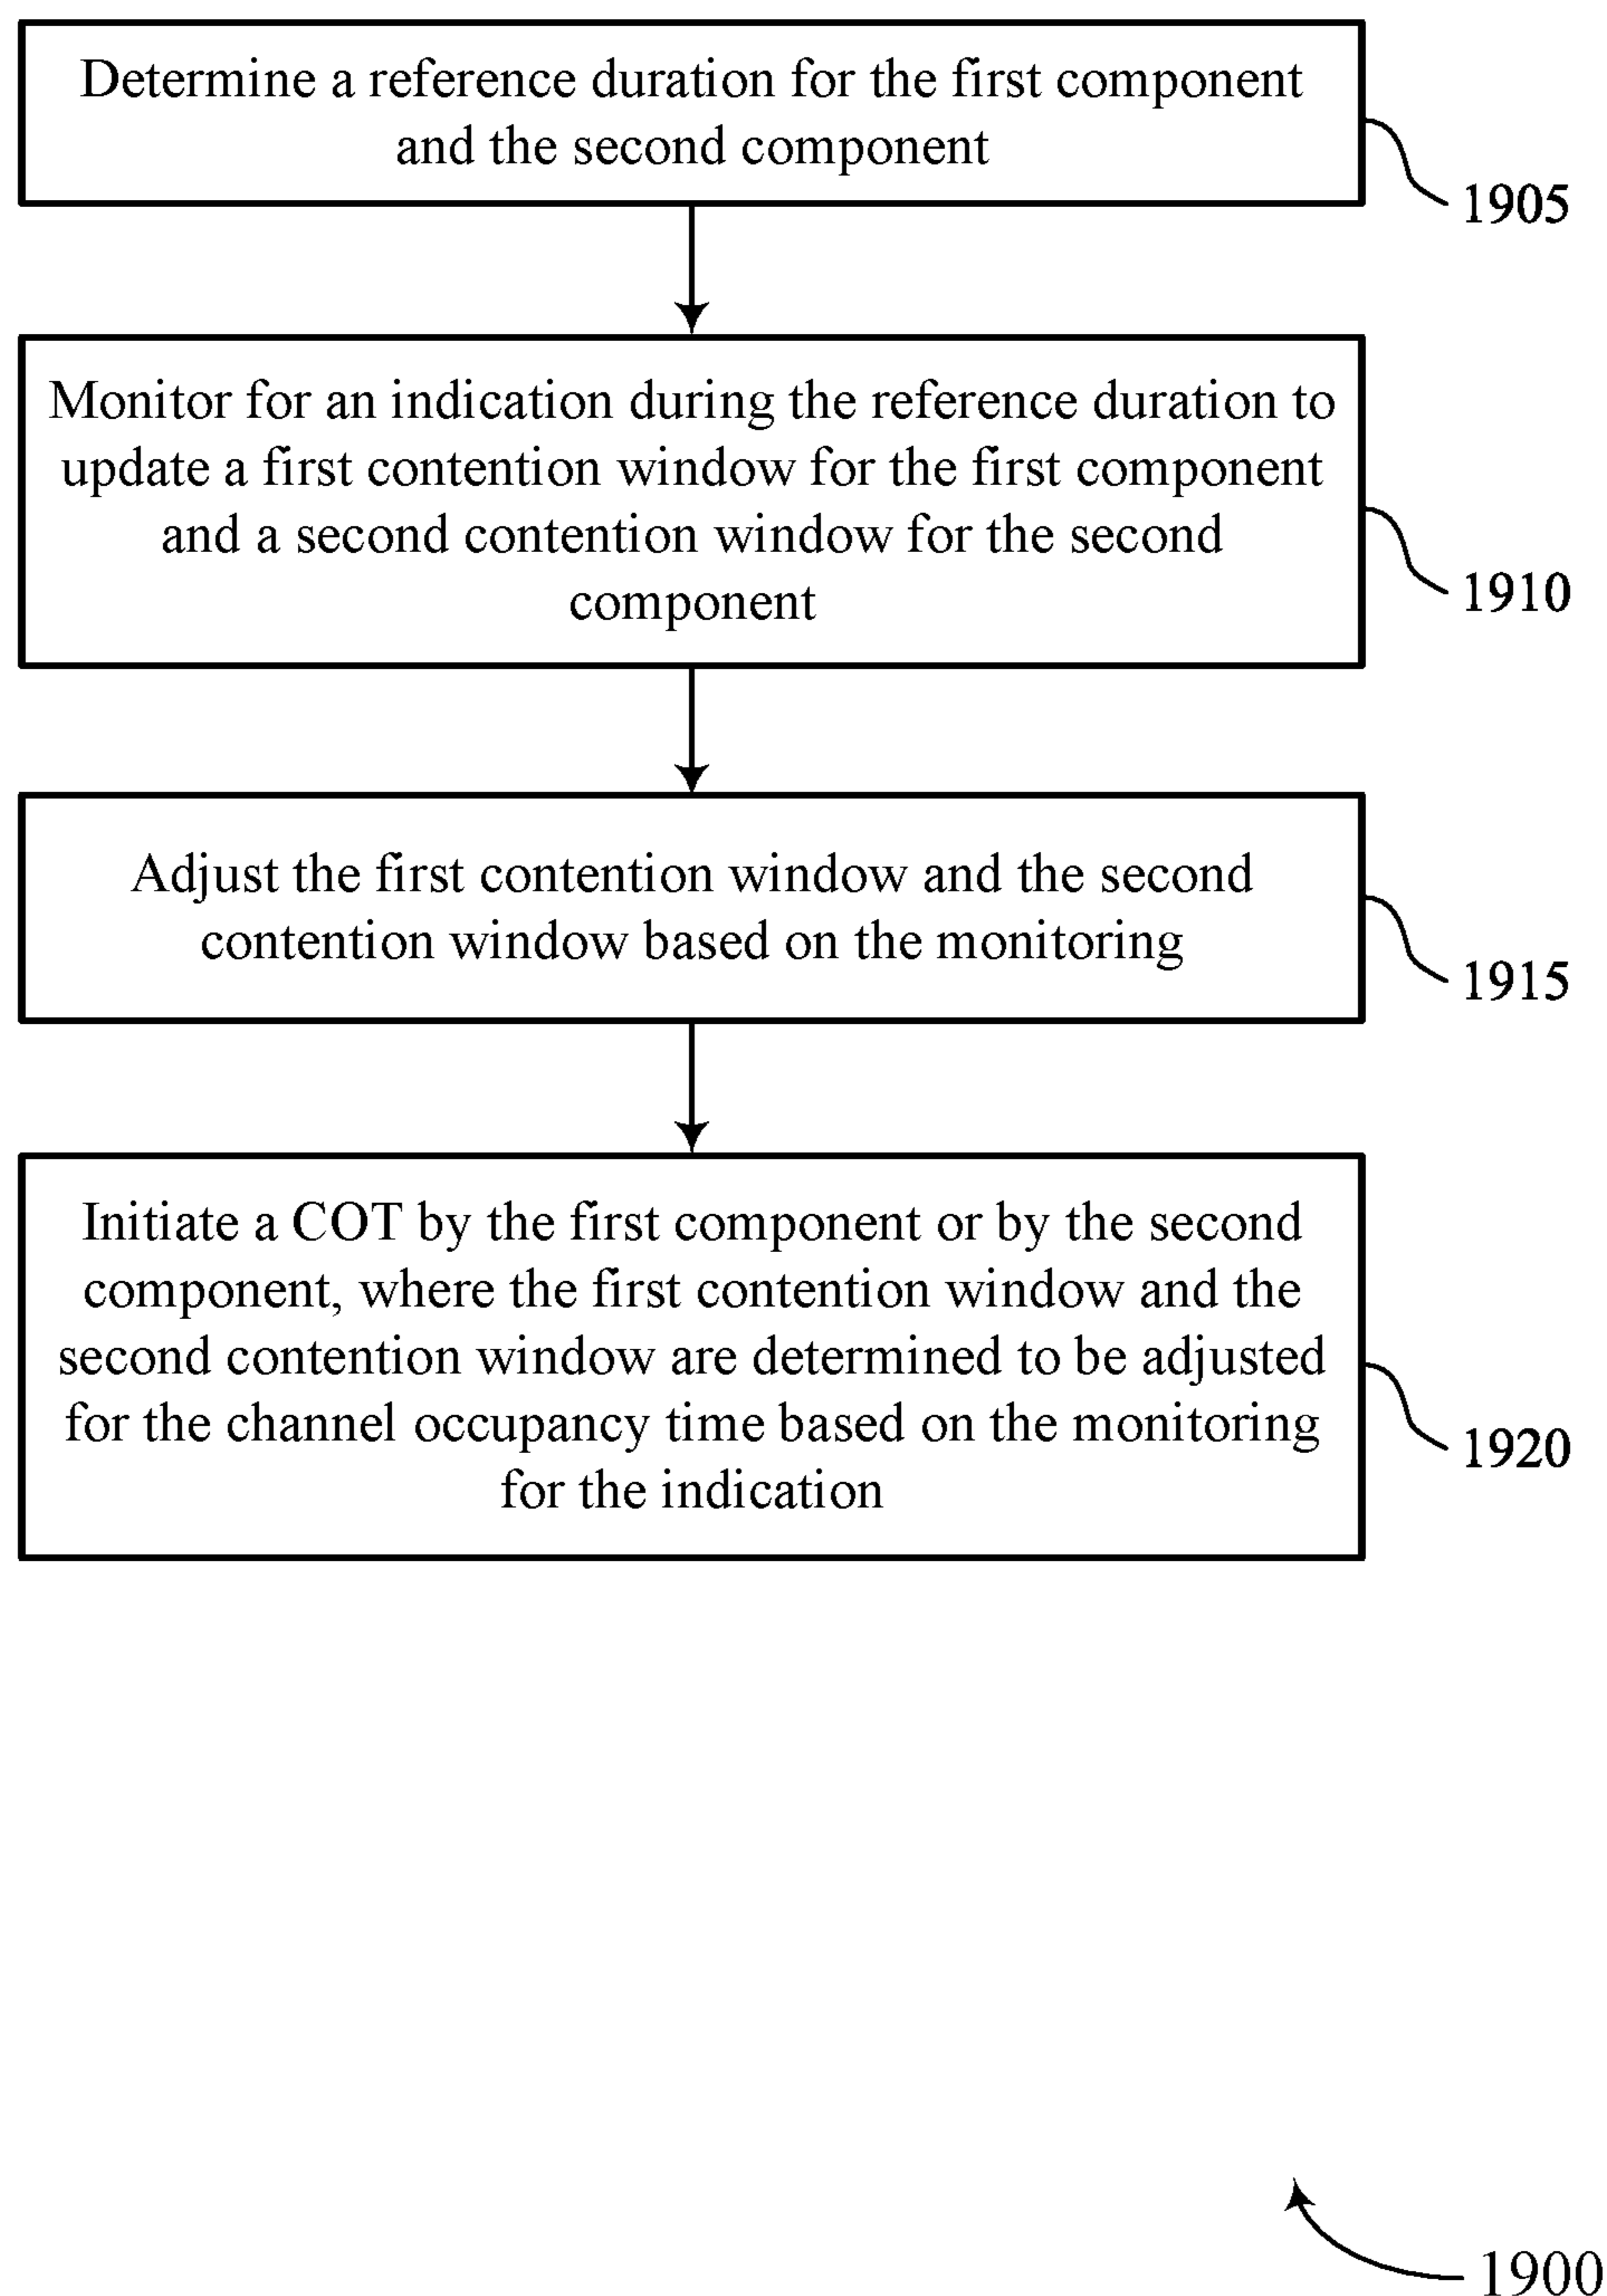 Determine a reference duration for the first component
and the second component
1905
Monitor for an indication during the reference duration to
update a first contention window for the first component
and a second contention window for the second
component
1910
Adjust the first contention window and the second
contention window based on the monitoring
1915
Initiate a COT by the first component or by the second
component, where the first contention window and the
second contention window are determined to be adjusted
for the channel occupancy time based on the monitoring
for the indication
1920
1900